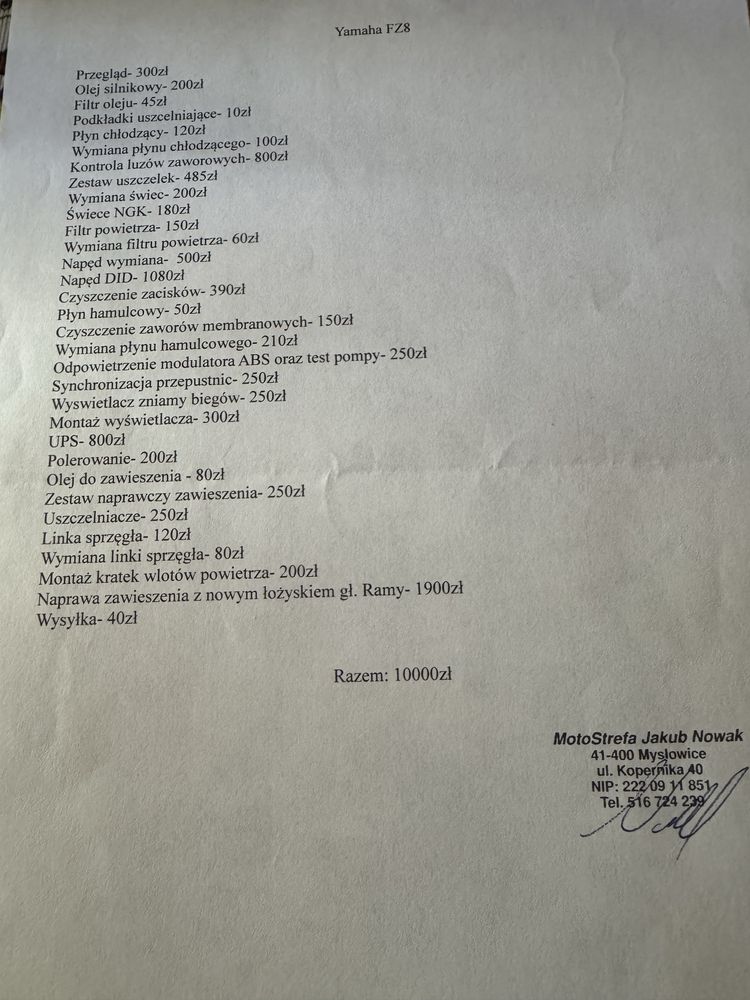 Yamaha FZ8
Przegląd- 300zł
Olej silnikowy- 200zł
Filtr oleju- 45zł
Podkładki uszcelniające- 10zł
Płyn chłodzący- 120zł
Wymiana płynu chłodzącego- 100zł
Kontrola luzów zaworowych- 800zł
Zestaw uszczelek- 485zł
Wymiana świec- 200zł
Świece NGK- 180zł
Filtr powietrza- 150zł
Wymiana filtru powietrza- 60zł
Napęd wymiana- 500zł
Napęd DID- 1080zł
Czyszczenie zacisków- 390zł
Płyn hamulcowy- 50zł
Czyszczenie zaworów membranowych- 150zł
Wymiana płynu hamulcowego- 210zł
Odpowietrzenie modulatora ABS oraz test pompy- 250zł
Synchronizacja przepustnic- 250zł
Wyswietlacz zniamy biegów- 250zł
Montaż wyświetlacza- 300zł
UPS- 800zł
Polerowanie- 200zł
Olej do zawieszenia - 80zł
Zestaw naprawczy zawieszenia- 250zł
Uszczelniacze- 250zł
Linka sprzęgła- 120zł
Wymiana linki sprzęgła- 80zł
Montaż kratek wlotów powietrza- 200zł
Naprawa zawieszenia z nowym łożyskiem gł. Ramy- 1900zł
Wysyłka- 40zł
Razem: 10000zł
MotoStrefa Jakub Nowak
41-400 Mysłowice
ul. Kopernika 40
NIP: 222 09 11 851
Tel. 516 724 239